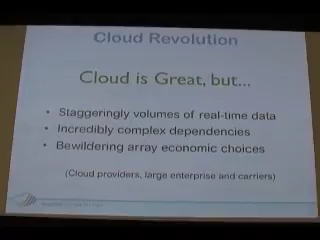 Cloud Revolution
Cloud is Great, but...
• Staggeringly volumes of real-time data
• Incredibly complex dependencies
• Bewildering array economic choices
(Cloud providers, large enterprise and carriers)